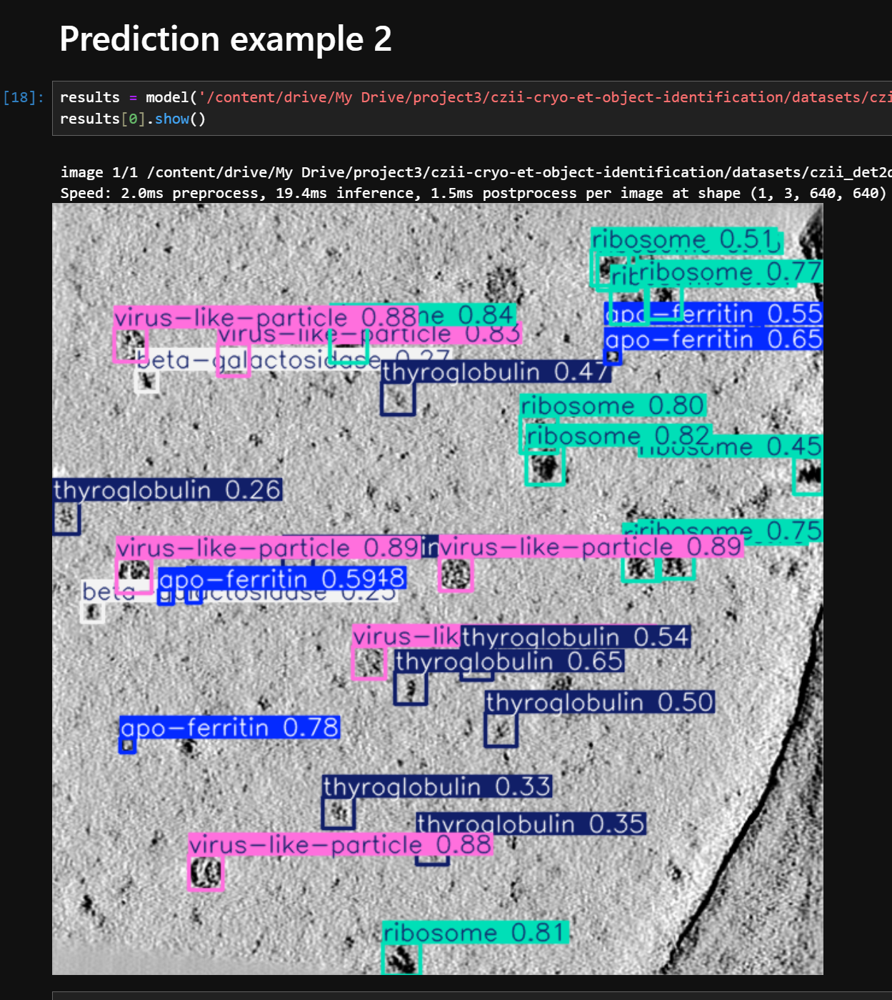 Prediction example 2
[18]:
results = model('/content/drive/My Drive/project3/czii-cryo-et-object-identification/datasets/czi
results[0].show()
image 1/1 /content/drive/My Drive/project3/czii-cryo-et-object-identification/datasets/czii_det2
Speed: 2.0ms preprocess, 19.4ms inference, 1.5ms postprocess per image at shape (1, 3, 640, 640)
ribosome 0.51
ribosome 0.77
virus-like-particle 0.88
ne 0.84
apo-ferritin 0.55
virus-like-particle 0.83
apo-ferritin 0.65
beta-galactosidase 0.27
thyroglobulin 0.47
ribosome 0.80
ribosome 0.82
ribosome 0.45
thyroglobulin 0.26
ribosome 0.75
virus-like-particle 0.89
in
virus-like-particle 0.89
apo-ferritin 0.59
beta-galactosidase 0.25
virus-lik
thyroglobulin 0.54
thyroglobulin 0.65
thyroglobulin 0.50
apo-ferritin 0.78
thyroglobulin 0.33
thyroglobulin 0.35
virus-like-particle 0.88
ribosome 0.81